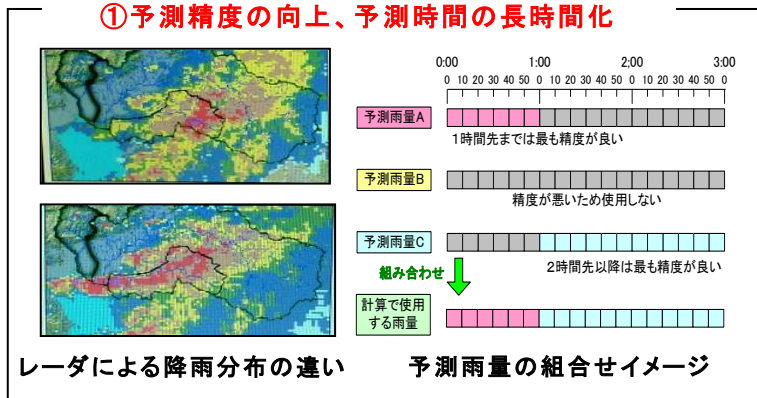 ①予測精度の向上、予測時間の長時間化
0:00 1:00 2:00 3:00
0 10 20 30 40 50 0 10 20 30 40 50 0 10 20 30 40 50 0
予測雨量A
1時間先までは最も精度が良い
予測雨量B
精度が悪いため使用しない
予測雨量C
2時間先以降は最も精度が良い
組み合わせ
計算で使用
する雨量
レーダによる降雨分布の違い
予測雨量の組合せイメージ